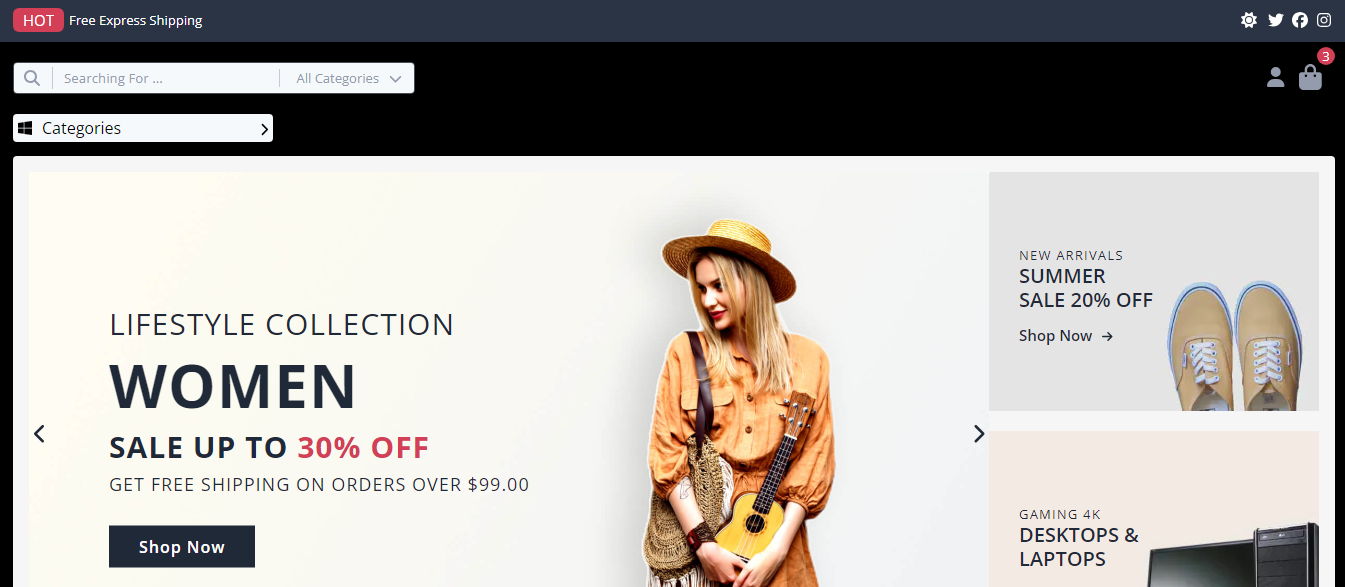 HOT Free Express Shipping
3
Searching For ... All Categories
Categories
LIFESTYLE COLLECTION
WOMEN
SALE UP TO 30% OFF
GET FREE SHIPPING ON ORDERS OVER $99.00
Shop Now
NEW ARRIVALS
SUMMER
SALE 20% OFF
Shop Now
GAMING 4K
DESKTOPS &
LAPTOPS